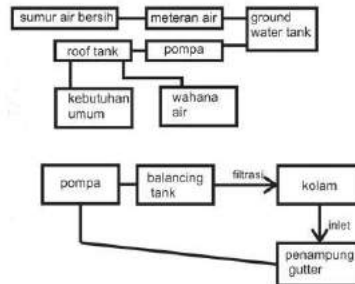 sumur air bersih
meteran air
ground
water tank
roof tank
pompa
kebutuhan
umum
wahana
air
pompa
balancing
tank
filtrasi
kolam
inlet
penampung
gutter